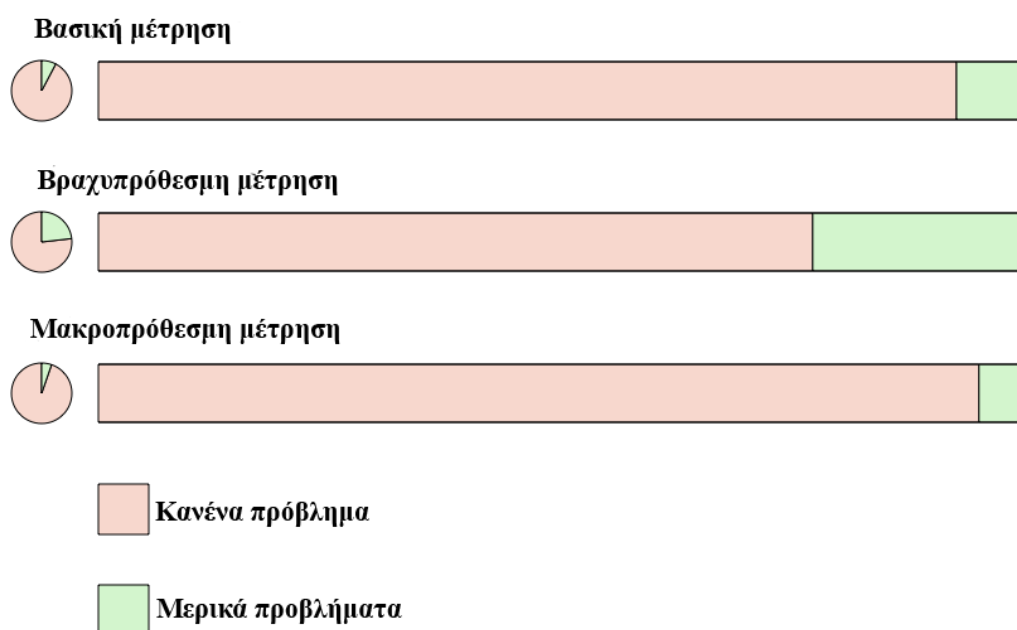 Βασική μέτρηση
Βραχυπρόθεσμη μέτρηση
Μακροπρόθεσμη μέτρηση
Κανένα πρόβλημα
Μερικά προβλήματα